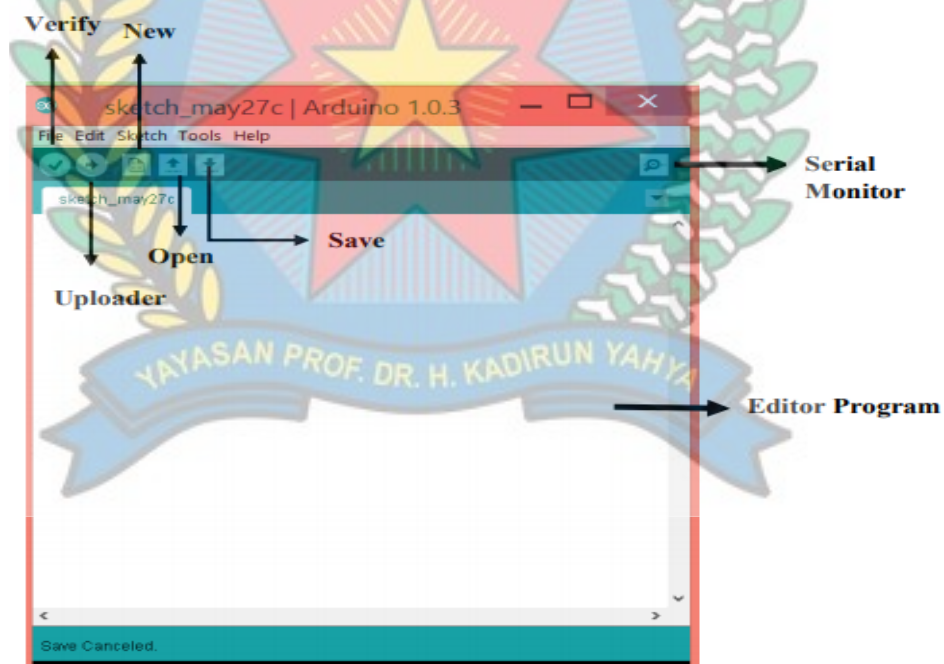 Verify New
sketch_may27c | Arduino 1.0.3
File Edit Sketch Tools Help
Serial
Monitor
sketch_may27c
Save
Open
Uploader
YAYASAN PROF. DR. H. KADIRUN YAHYA
Editor Program
Save Canceled.